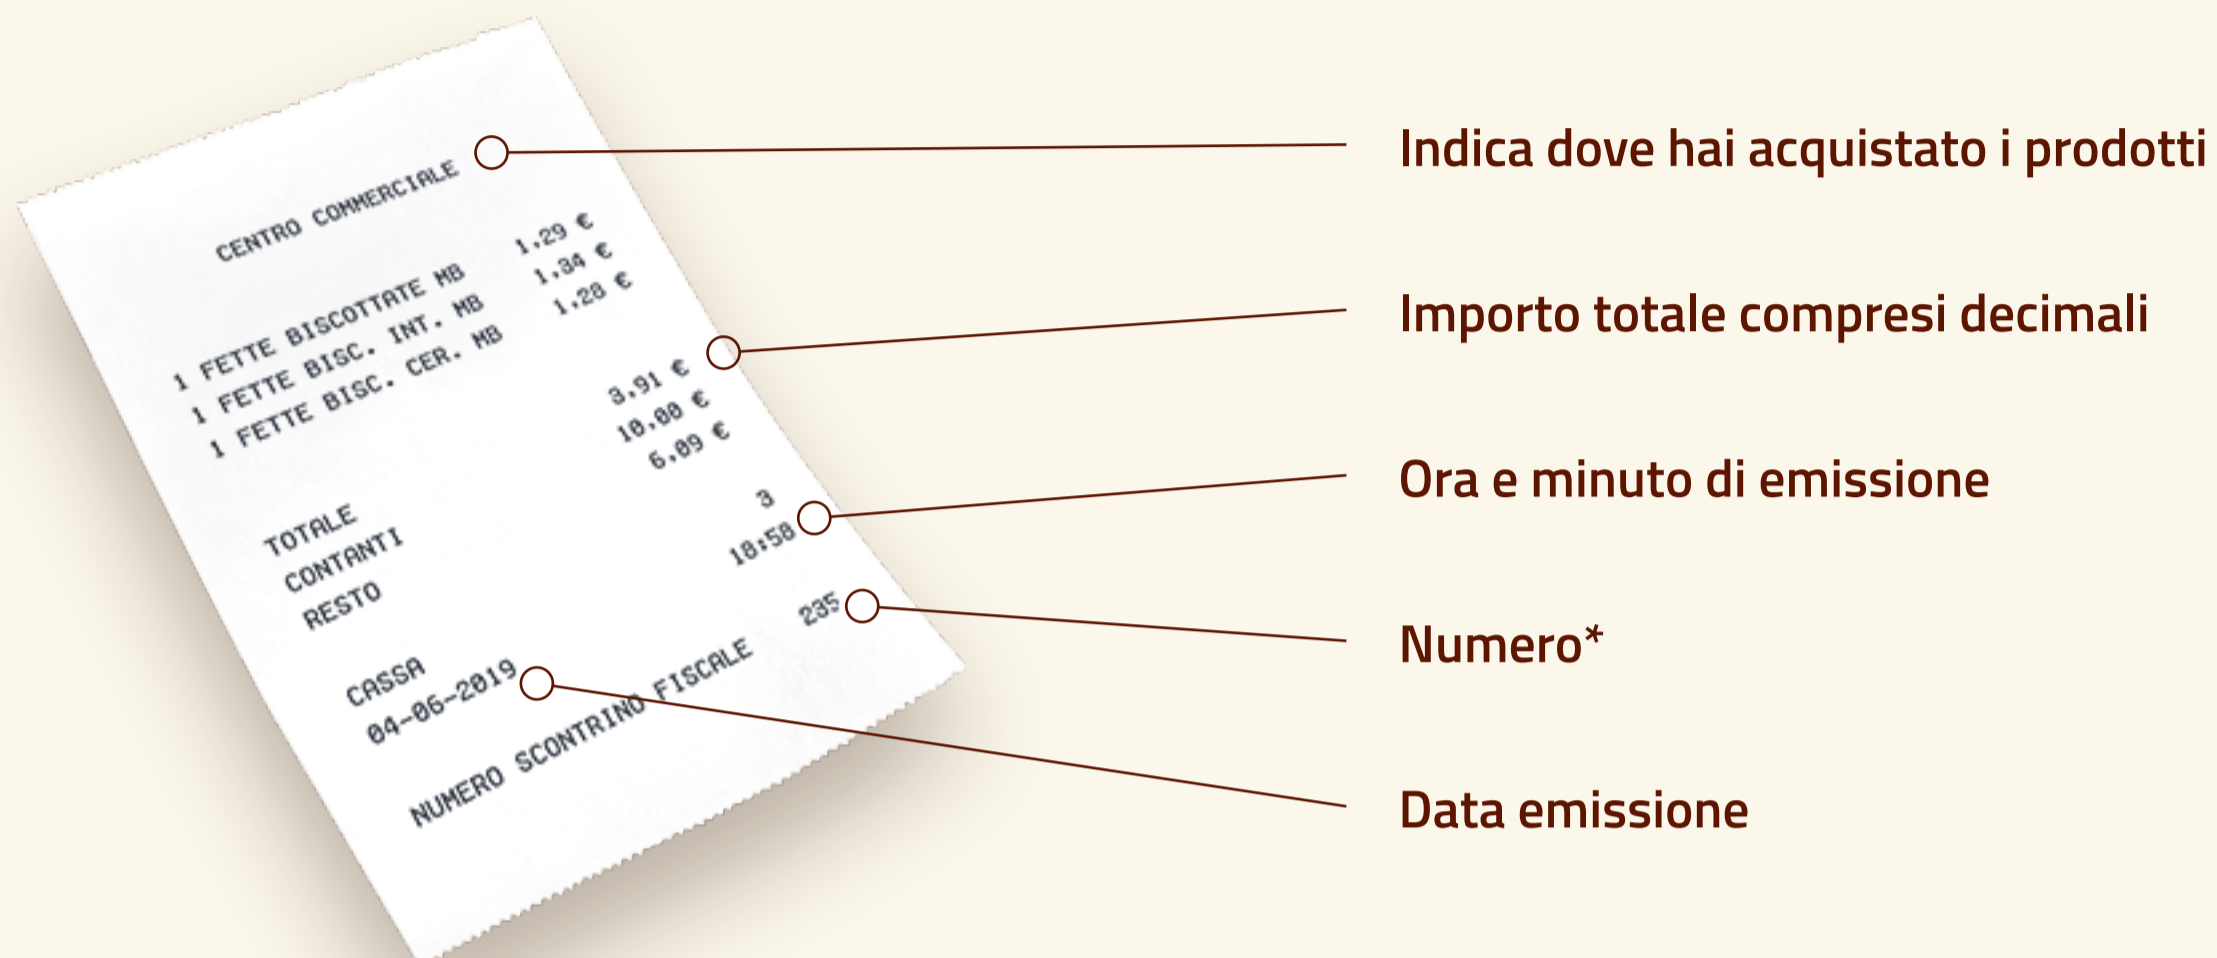 CENTRO COMMERCIALE
1 FETTE BISCOTTATE MB 1,29 €
1 FETTE BISC. INT. MB 1,34 €
1 FETTE BISC. CER. MB 1,28 €
TOTALE 3,91 €
CONTANTI 10,00 €
RESTO 6,09 €
CASSA 3
04-06-2019 18:58
NUMERO SCONTRINO FISCALE 235
Indica dove hai acquistato i prodotti
Importo totale compresi decimali
Ora e minuto di emissione
Numero*
Data emissione